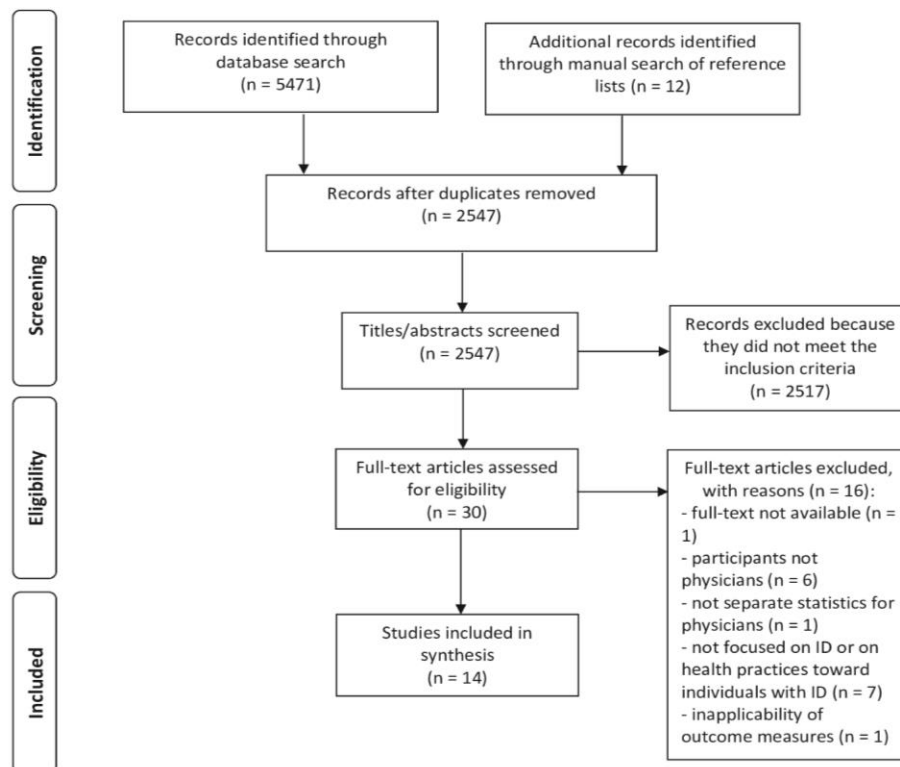 Identification
Records identified through
database search
(n = 5471)
Additional records identified
through manual search of reference
lists (n = 12)
Records after duplicates removed
(n = 2547)
Screening
Titles/abstracts screened
(n = 2547)
Records excluded because
they did not meet the
inclusion criteria
(n = 2517)
Eligibility
Full-text articles assessed
for eligibility
(n = 30)
Full-text articles excluded,
with reasons (n = 16):
- full-text not available (n =
1)
- participants not
physicians (n = 6)
- not separate statistics for
physicians (n = 1)
- not focused on ID or on
health practices toward
individuals with ID (n = 7)
- inapplicability of
outcome measures (n = 1)
Included
Studies included in
synthesis
(n = 14)